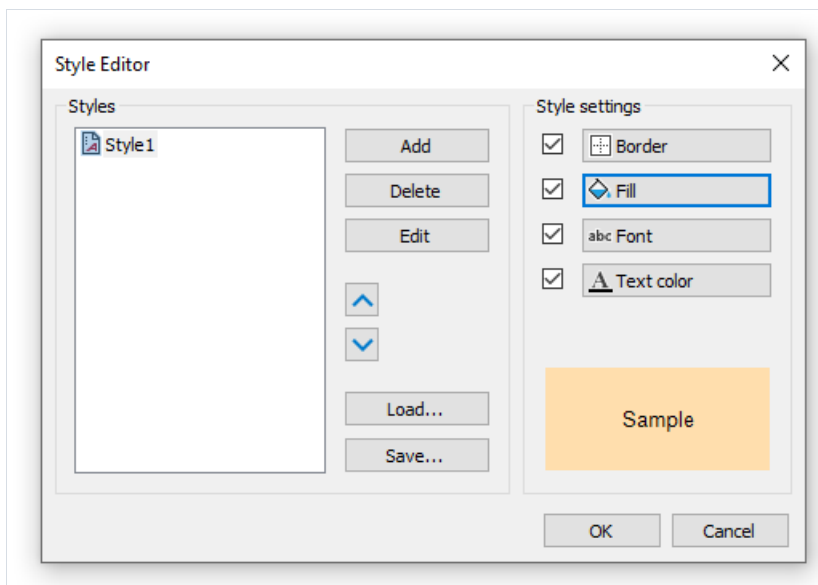 Style Editor
Styles
Style1
Add
Delete
Edit
Load...
Save...
Style settings
Border
Fill
abc Font
A Text color
Sample
OK
Cancel